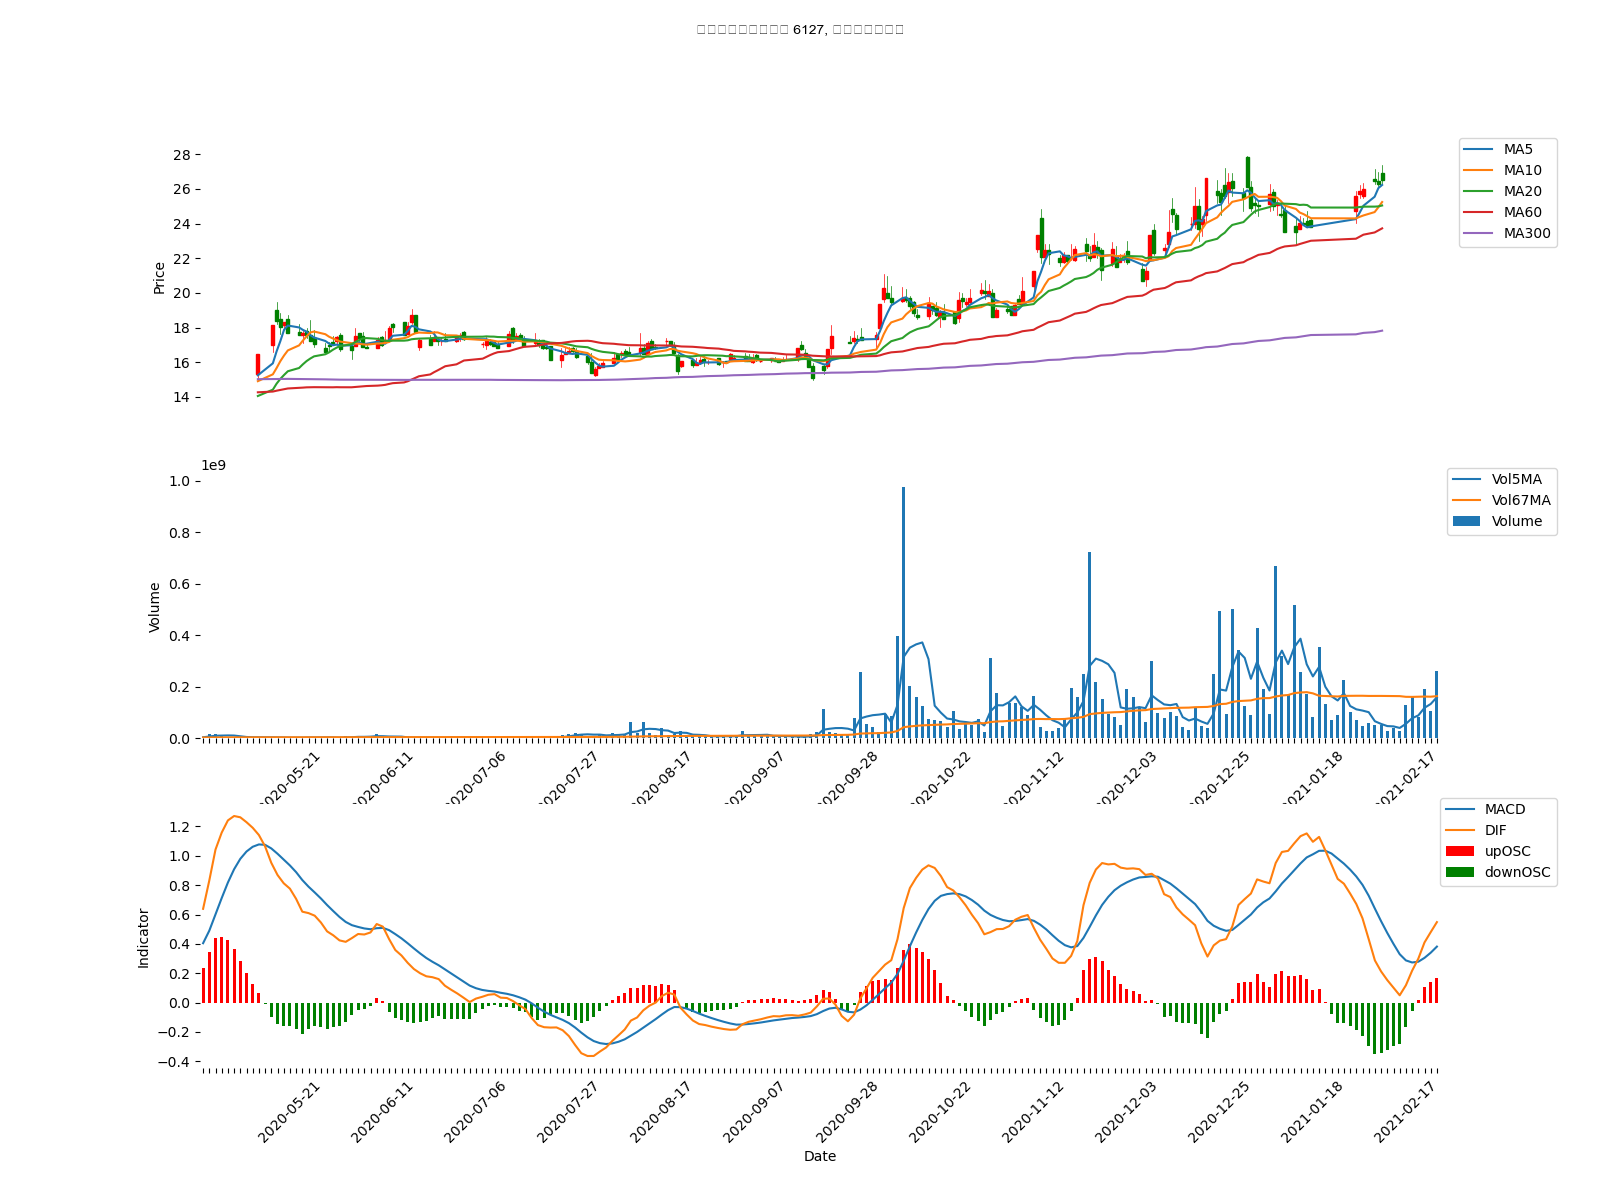 6127,
28
26
24
22
20
18
16
14
Price
MA5
MA10
MA20
MA60
MA300
1e9
1.0
0.8
0.6
0.4
0.2
0.0
Volume
Vol5MA
Vol67MA
Volume
2020-05-21
2020-06-11
2020-07-06
2020-07-27
2020-08-17
2020-09-07
2020-09-28
2020-10-22
2020-11-12
2020-12-03
2020-12-25
2021-01-18
2021-02-17
1.2
1.0
0.8
0.6
0.4
0.2
0.0
−0.2
−0.4
Indicator
MACD
DIF
upOSC
downOSC
2020-05-21
2020-06-11
2020-07-06
2020-07-27
2020-08-17
2020-09-07
2020-09-28
2020-10-22
2020-11-12
2020-12-03
2020-12-25
2021-01-18
2021-02-17
Date